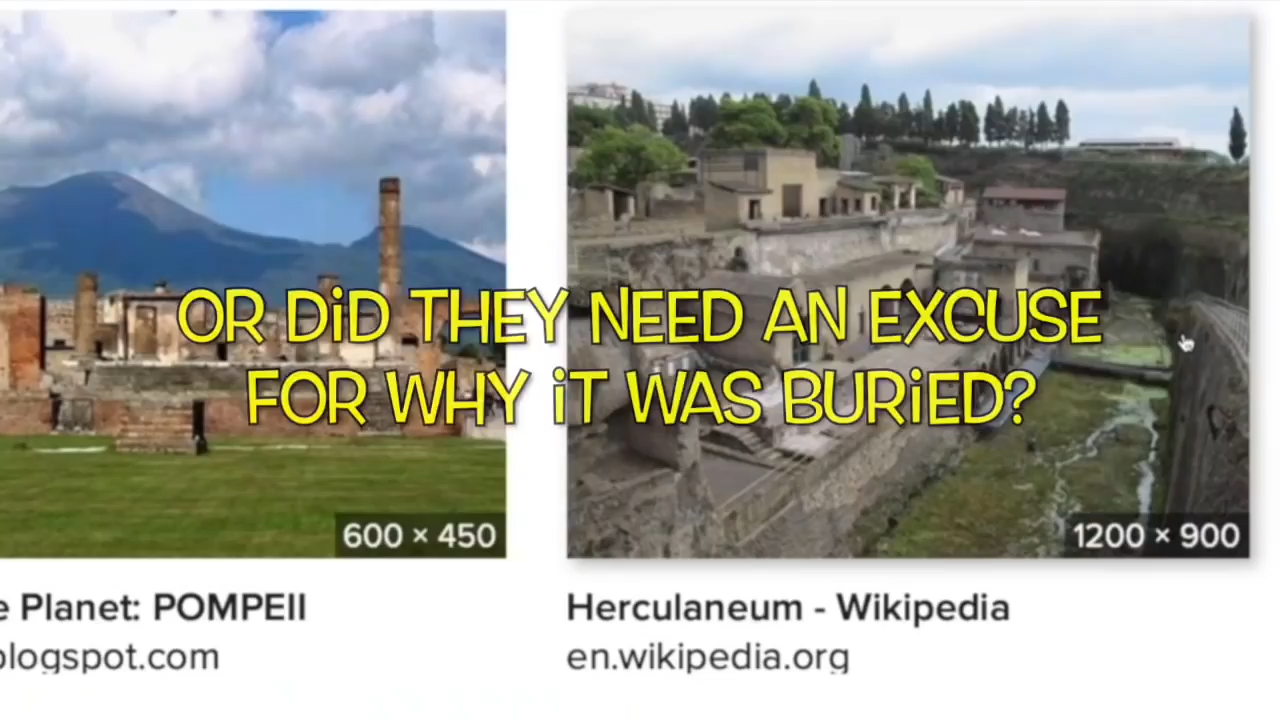 OR DiD THEY NEED AN EXCUSE
FOR WHY iT WAS BURiED?
600 × 450
1200 × 900
e Planet: POMPEII
Herculaneum - Wikipedia
blogspot.com
en.wikipedia.org